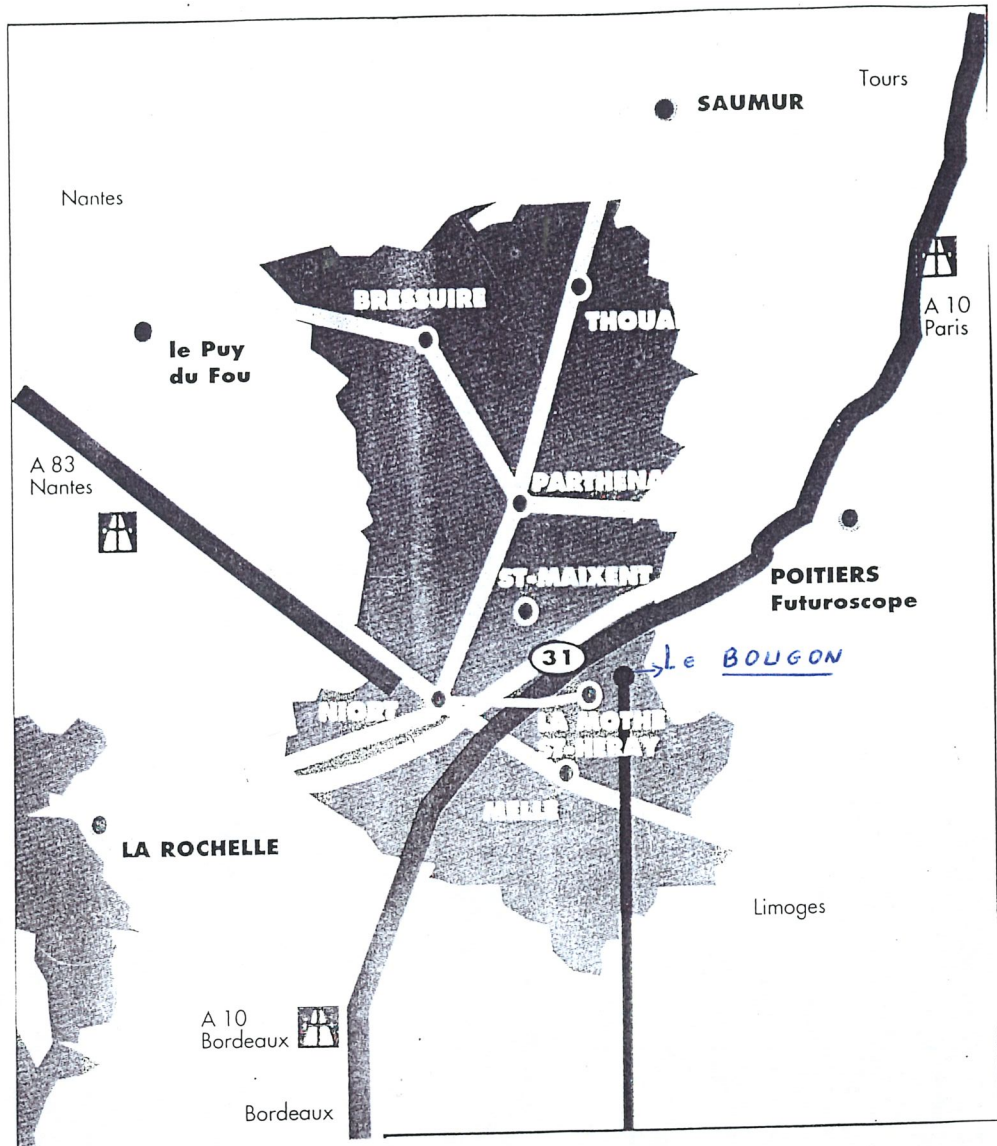 Tours
SAUMUR
Nantes
BRESSUIRE
THOUA
A 10
Paris
le Puy
du Fou
A 83
Nantes
PARTHENA
ST-MAIXENT
POITIERS
Futuroscope
31
Le BOUGON
NIORT
LA MOTHE
ST-HERAY
MELLE
LA ROCHELLE
Limoges
A 10
Bordeaux
Bordeaux